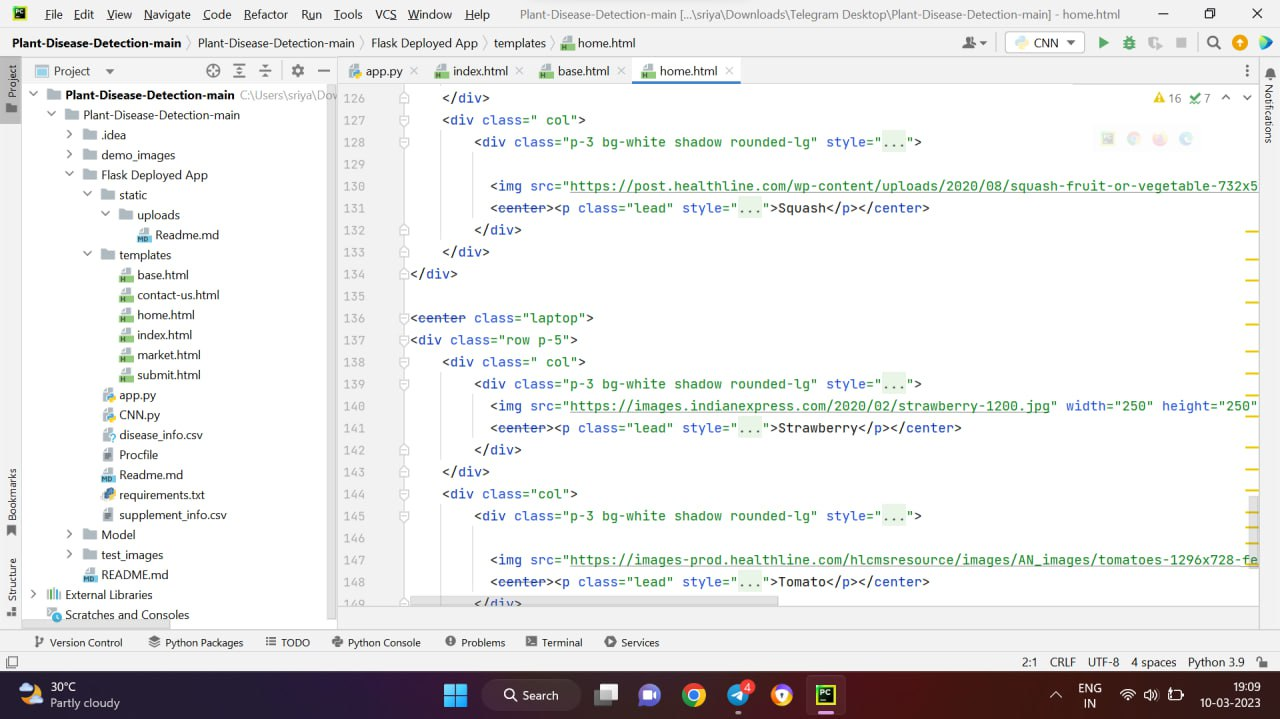 File Edit View Navigate Code Refactor Run Tools VCS Window Help Plant-Disease-Detection-main [...\sriya\Downloads\Telegram Desktop\Plant-Disease-Detection-main] - home.html
Plant-Disease-Detection-main Plant-Disease-Detection-main Flask Deployed App templates home.html CNN
Project app.py index.html base.html home.html
Project
Notifications
Bookmarks
Structure
Plant-Disease-Detection-main C:\Users\sriya\Dow
Plant-Disease-Detection-main
.idea
demo_images
Flask Deployed App
static
uploads
Readme.md
templates
base.html
contact-us.html
home.html
index.html
market.html
submit.html
app.py
CNN.py
disease_info.csv
Procfile
Readme.md
requirements.txt
supplement_info.csv
Model
test_images
README.md
External Libraries
Scratches and Consoles
16 7
126 </div>
127 <div class=" col">
128 <div class="p-3 bg-white shadow rounded-lg" style="...">
129
130 <img src="https://post.healthline.com/wp-content/uploads/2020/08/squash-fruit-or-vegetable-732x5
131 <center><p class="lead" style="...">Squash</p></center>
132 </div>
133 </div>
134 </div>
135
136 <center class="laptop">
137 <div class="row p-5">
138 <div class=" col">
139 <div class="p-3 bg-white shadow rounded-lg" style="...">
140 <img src="https://images.indianexpress.com/2020/02/strawberry-1200.jpg" width="250" height="250"
141 <center><p class="lead" style="...">Strawberry</p></center>
142 </div>
143 </div>
144 <div class="col">
145 <div class="p-3 bg-white shadow rounded-lg" style="...">
146
147 <img src="https://images-prod.healthline.com/hlcmsresource/images/AN_images/tomatoes-1296x728-fe
148 <center><p class="lead" style="...">Tomato</p></center>
149 </div>
Version Control Python Packages TODO Python Console Problems Terminal Services
2:1 CRLF UTF-8 4 spaces Python 3.9
30°C
Partly cloudy
Search
4
ENG
IN
19:09
10-03-2023